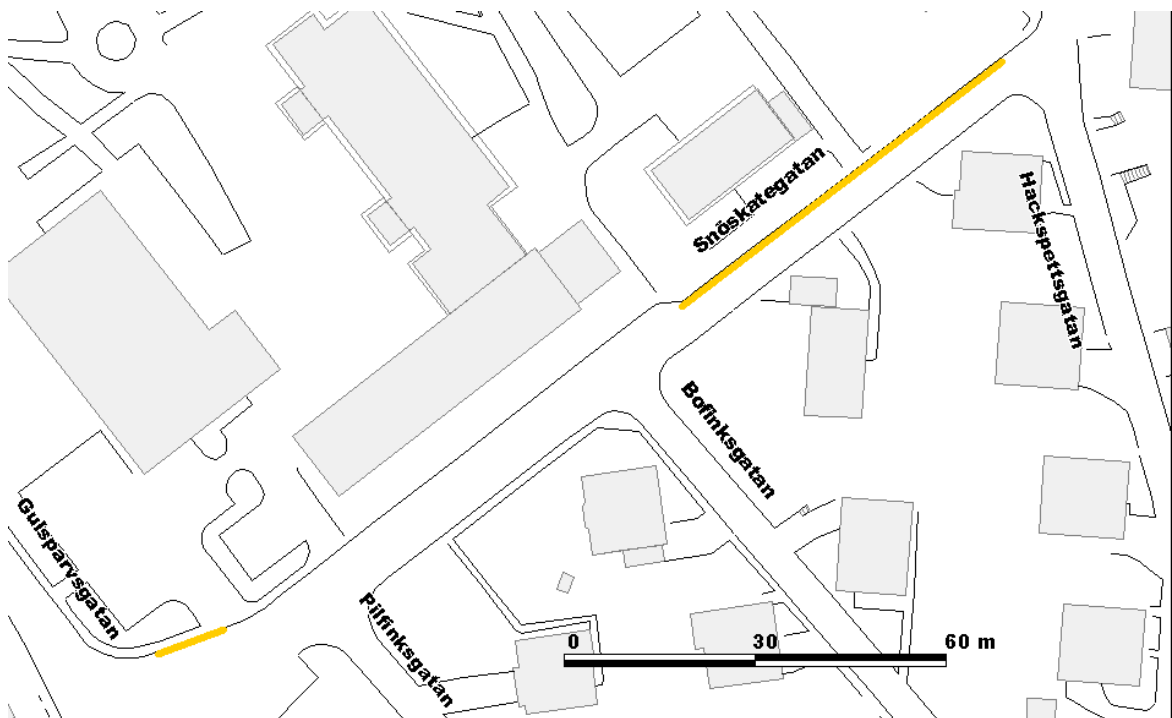 Snöskategatan
Hackspettsgatan
Bofinksgatan
Gulsparvsgatan
Pilfinksgatan
0 30 60 m